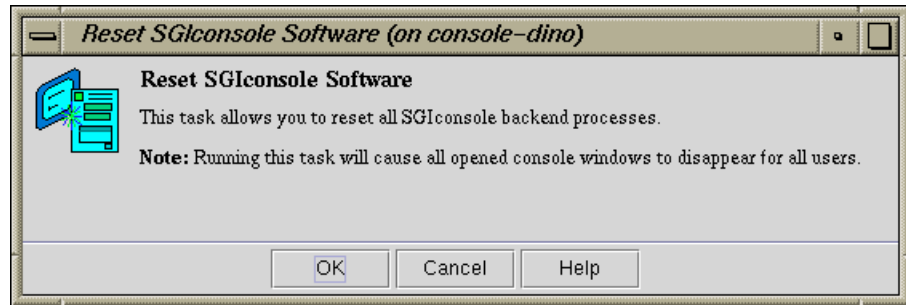 Reset SGIconsole Software (on console-dino)
Reset SGIconsole Software
This task allows you to reset all SGIconsole backend processes.
Note: Running this task will cause all opened console windows to disappear for all users.
OK Cancel Help